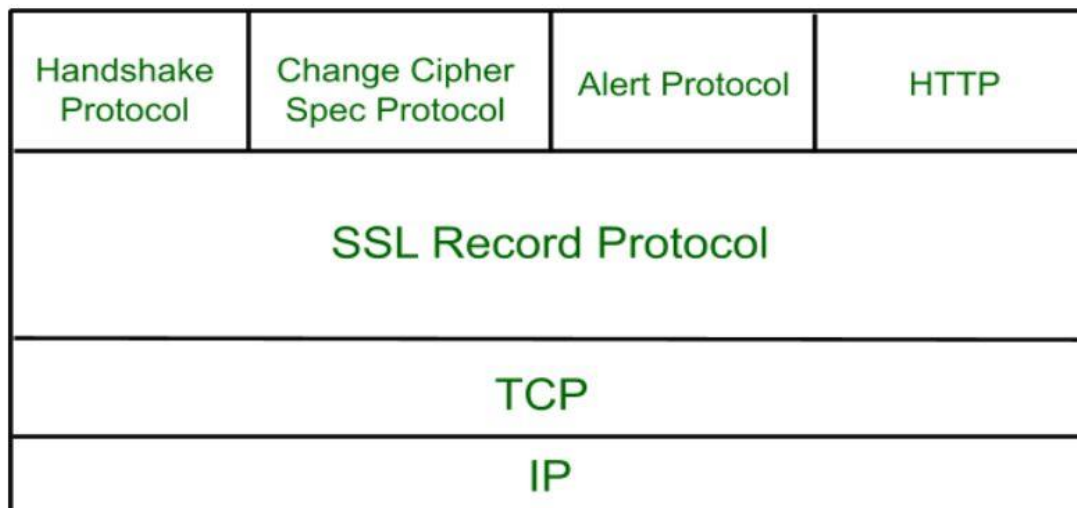 Handshake
Protocol
Change Cipher
Spec Protocol
Alert Protocol
HTTP
SSL Record Protocol
TCP
IP